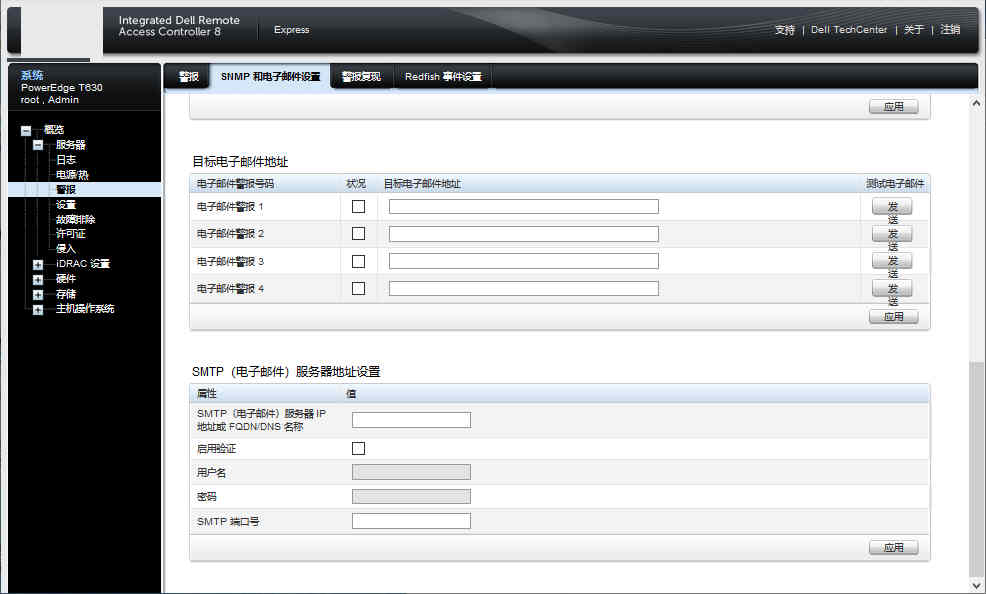 Integrated Dell Remote
Access Controller 8
Express
支持 | Dell TechCenter | 关于 | 注销
系统
PowerEdge T630
root , Admin
概览
服务器
日志
电源/热
警报
设置
故障排除
许可证
侵入
iDRAC 设置
硬件
存储
主机操作系统
警报 SNMP 和电子邮件设置 警报复现 Redfish 事件设置
应用
目标电子邮件地址
电子邮件警报号码 状况 目标电子邮件地址 测试电子邮件
电子邮件警报 1 发送
电子邮件警报 2 发送
电子邮件警报 3 发送
电子邮件警报 4 发送
应用
SMTP（电子邮件）服务器地址设置
属性 值
SMTP（电子邮件）服务器 IP
地址或 FQDN/DNS 名称
启用验证
用户名
密码
SMTP 端口号
应用